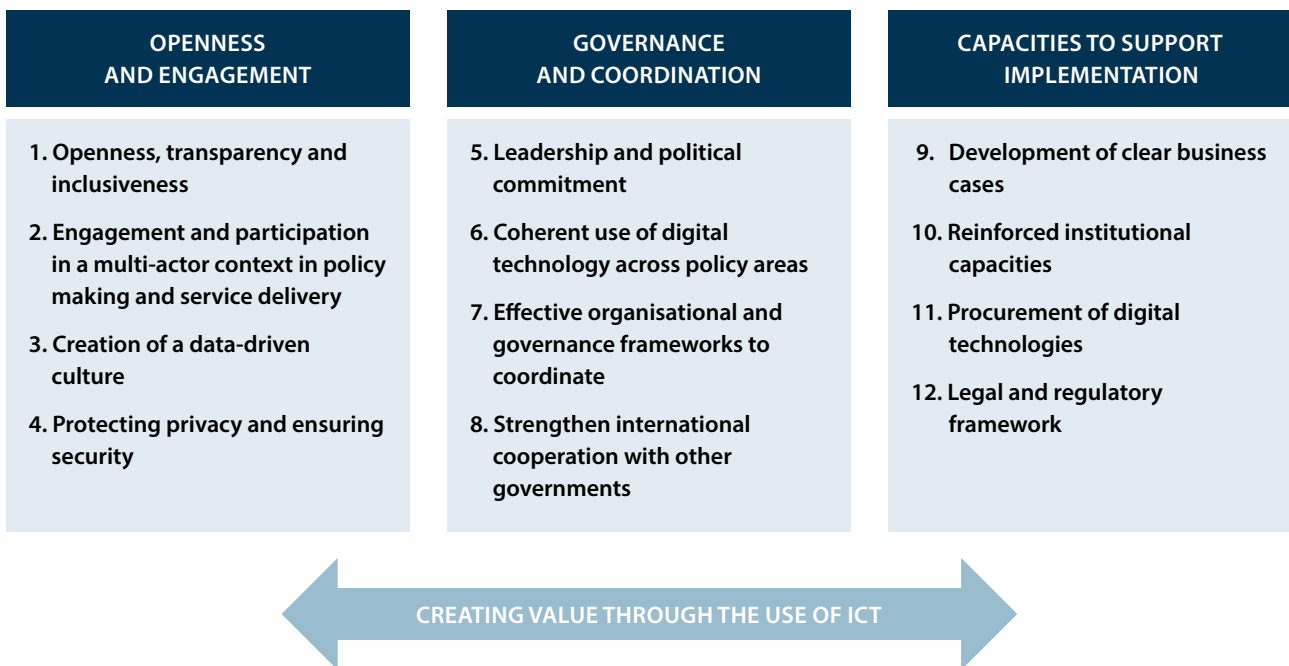 OPENNESS
AND ENGAGEMENT
1. Openness, transparency and
inclusiveness
2. Engagement and participation
in a multi-actor context in policy
making and service delivery
3. Creation of a data-driven
culture
4. Protecting privacy and ensuring
security
GOVERNANCE
AND COORDINATION
5. Leadership and political
commitment
6. Coherent use of digital
technology across policy areas
7. Effective organisational and
governance frameworks to
coordinate
8. Strengthen international
cooperation with other
governments
CAPACITIES TO SUPPORT
IMPLEMENTATION
9. Development of clear business
cases
10. Reinforced institutional
capacities
11. Procurement of digital
technologies
12. Legal and regulatory
framework
CREATING VALUE THROUGH THE USE OF ICT